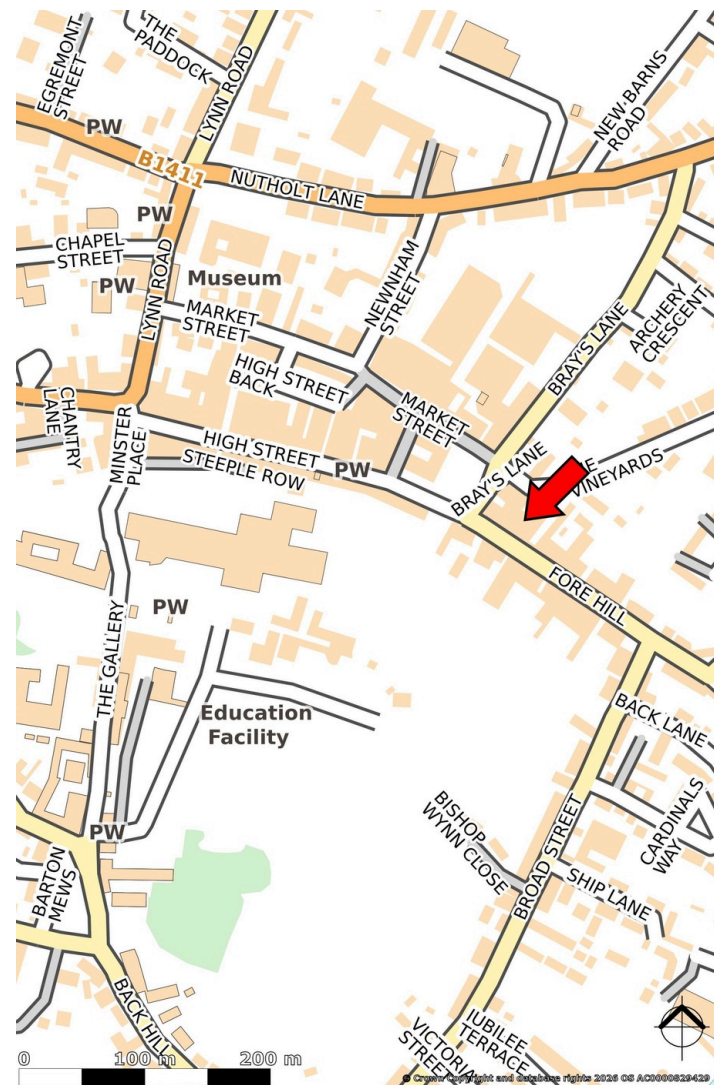 EGREMONT
STREET
THE
PADDOCK
LYNN ROAD
NEW-BARNS
ROAD
PW
B1411
NUTHOLT LANE
PW
CHAPEL
STREET
PW
Museum
LYNN ROAD
MARKET
STREET
NEWNHAM
STREET
ARCHERY
CRESCENT
BRAY'S LANE
HIGH STREET
BACK
MARKET
STREET
CHANTRY
LANE
MINSTER
PLACE
HIGH STREET
STEEPLE ROW
PW
BRAY'S LANE
VINEYARDS
FORE HILL
PW
THE GALLERY
Education
Facility
BACK LANE
BISHOP
WYNN CLOSE
BROAD STREET
CARDINALS
WAY
PW
BARTON
MEWS
SHIP LANE
BACK HILL
VICTORIA
STREET
JUBILEE
TERRACE
0 100 m 200 m
© Crown Copyright and database rights 2026 OS AC0000829429